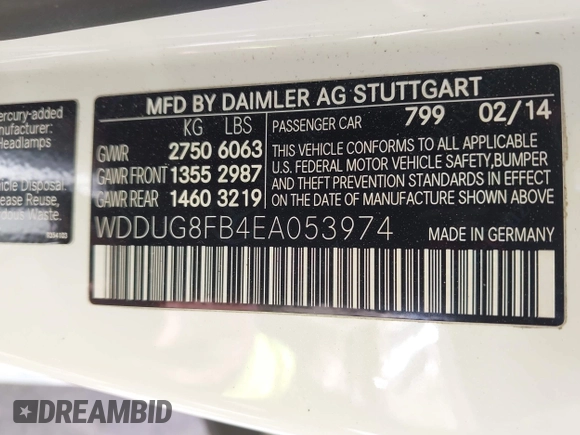 ercury-added
anufacturer:
Headlamps
icle Disposal.
rease Reuse,
rdous Waste.
MFD BY DAIMLER AG STUTTGART
KG LBS
GVWR 2750 6063
GAWR FRONT 1355 2987
GAWR REAR 1460 3219
PASSENGER CAR 799 02/14
THIS VEHICLE CONFORMS TO ALL APPLICABLE
U.S. FEDERAL MOTOR VEHICLE SAFETY,BUMPER
AND THEFT PREVENTION STANDARDS IN EFFECT
ON THE DATE OF MANUFACTURE SHOWN ABOVE
WDDUG8FB4EA053974
MADE IN GERMANY
DREAMBID